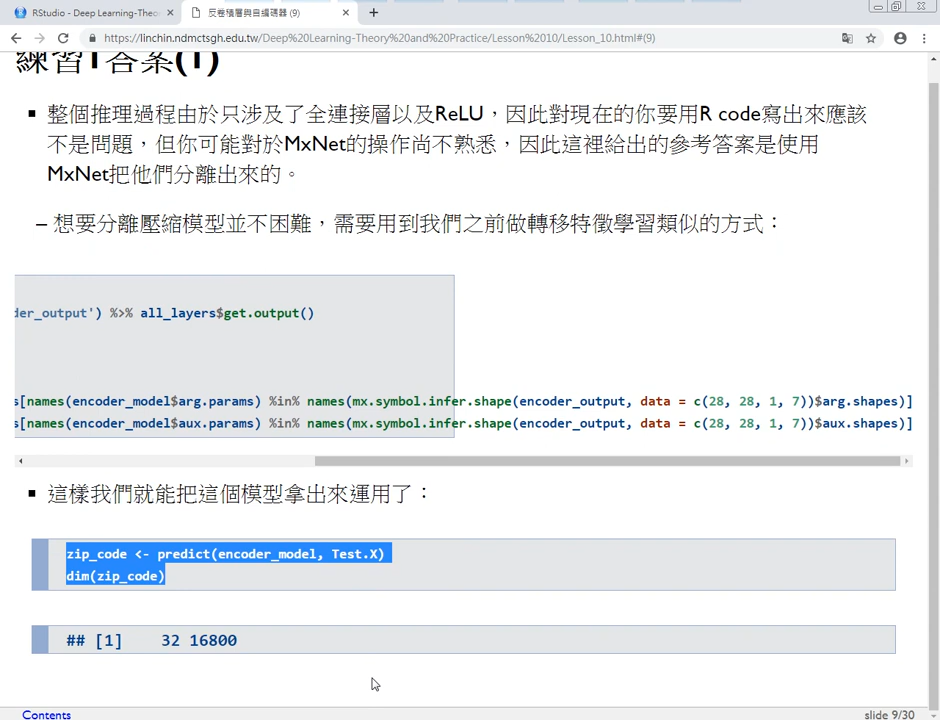 RStudio - Deep Learning-Theo
反卷積層與自編碼器 (9)
https://linchin.ndmctsgh.edu.tw/Deep%20Learning-Theory%20and%20Practice/Lesson%2010/Lesson_10.html#(9)
練習1答案(1)
整個推理過程由於只涉及了全連接層以及ReLU,因此對現在的你要用R code寫出來應該
不是問題,但你可能對於MxNet的操作尚不熟悉,因此這裡給出的參考答案是使用
MxNet把他們分離出來的。
– 想要分離壓縮模型並不困難,需要用到我們之前做轉移特徵學習類似的方式:
der_output') %>% all_layers$get.output()
s[names(encoder_model$arg.params) %in% names(mx.symbol.infer.shape(encoder_output, data = c(28, 28, 1, 7))$arg.shapes)]
s[names(encoder_model$aux.params) %in% names(mx.symbol.infer.shape(encoder_output, data = c(28, 28, 1, 7))$aux.shapes)]
這樣我們就能把這個模型拿出來運用了:
zip_code <- predict(encoder_model, Test.X)
dim(zip_code)
## [1]    32 16800
Contents
slide 9/30